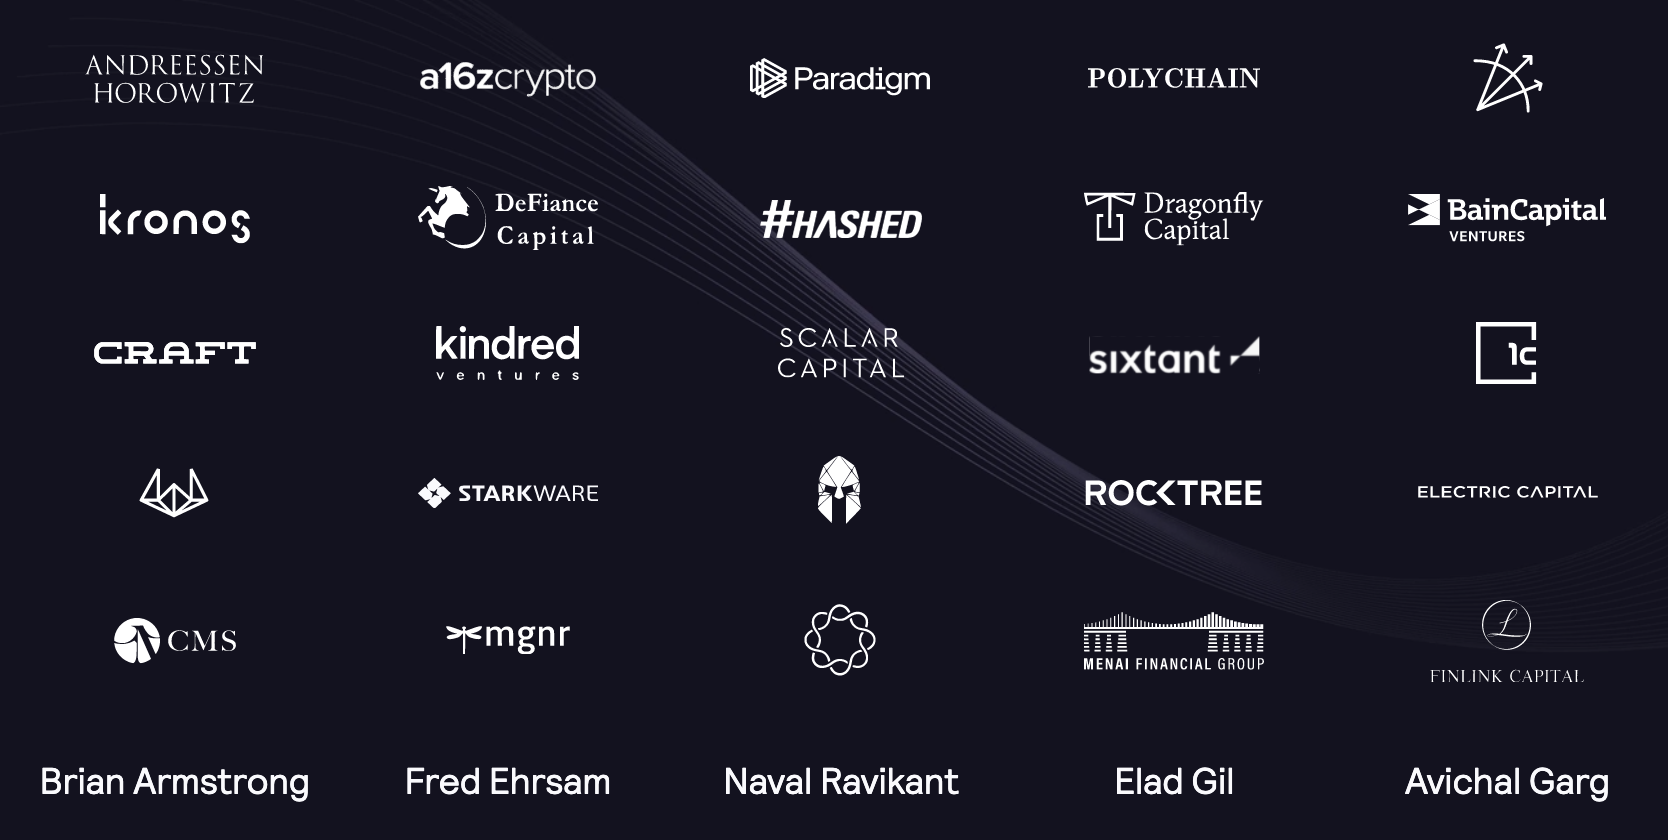 ANDREESSEN
HOROWITZ
a16zcrypto
Paradigm
POLYCHAIN
kronos
DeFiance
Capital
#HASHED
Dragonfly
Capital
BainCapital
VENTURES
CRAFT
kindred
ventures
SCALAR
CAPITAL
sixtant
1c
STARKWARE
ROCKTREE
ELECTRIC CAPITAL
CMS
mgnr
MENAI FINANCIAL GROUP
L
FINLINK CAPITAL
Brian Armstrong
Fred Ehrsam
Naval Ravikant
Elad Gil
Avichal Garg